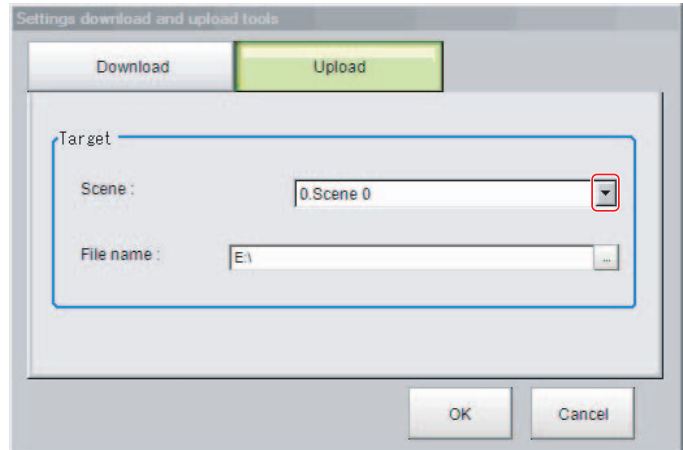 Settings download and upload tools
Download
Upload
Target
Scene :
0.Scene 0
File name :
E:\
...
OK
Cancel